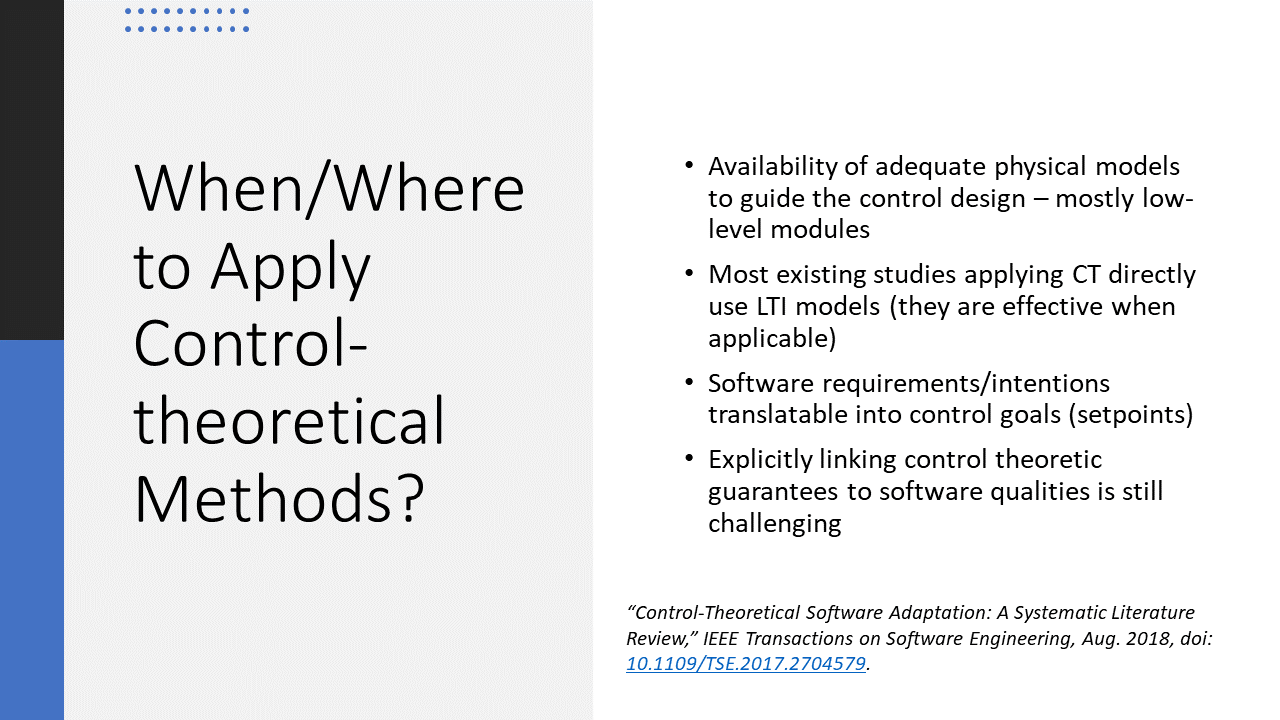 When/Where
to Apply
Control-
theoretical
Methods?
• Availability of adequate physical models
to guide the control design – mostly low-
level modules
• Most existing studies applying CT directly
use LTI models (they are effective when
applicable)
• Software requirements/intentions
translatable into control goals (setpoints)
• Explicitly linking control theoretic
guarantees to software qualities is still
challenging
“Control-Theoretical Software Adaptation: A Systematic Literature
Review,” IEEE Transactions on Software Engineering, Aug. 2018, doi:
10.1109/TSE.2017.2704579.